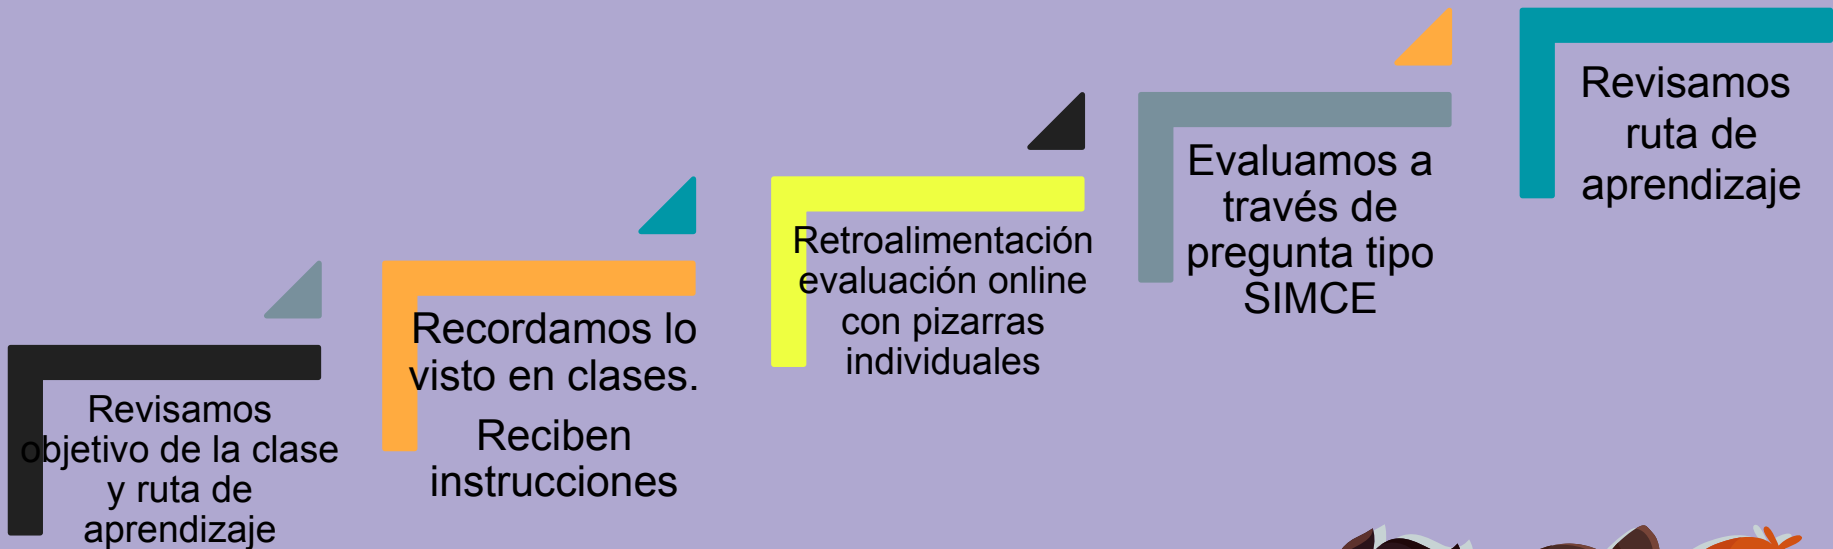 Revisamos
objetivo de la clase
y ruta de
aprendizaje
Recordamos lo
visto en clases.
Reciben
instrucciones
Retroalimentación
evaluación online
con pizarras
individuales
Evaluamos a
través de
pregunta tipo
SIMCE
Revisamos
ruta de
aprendizaje